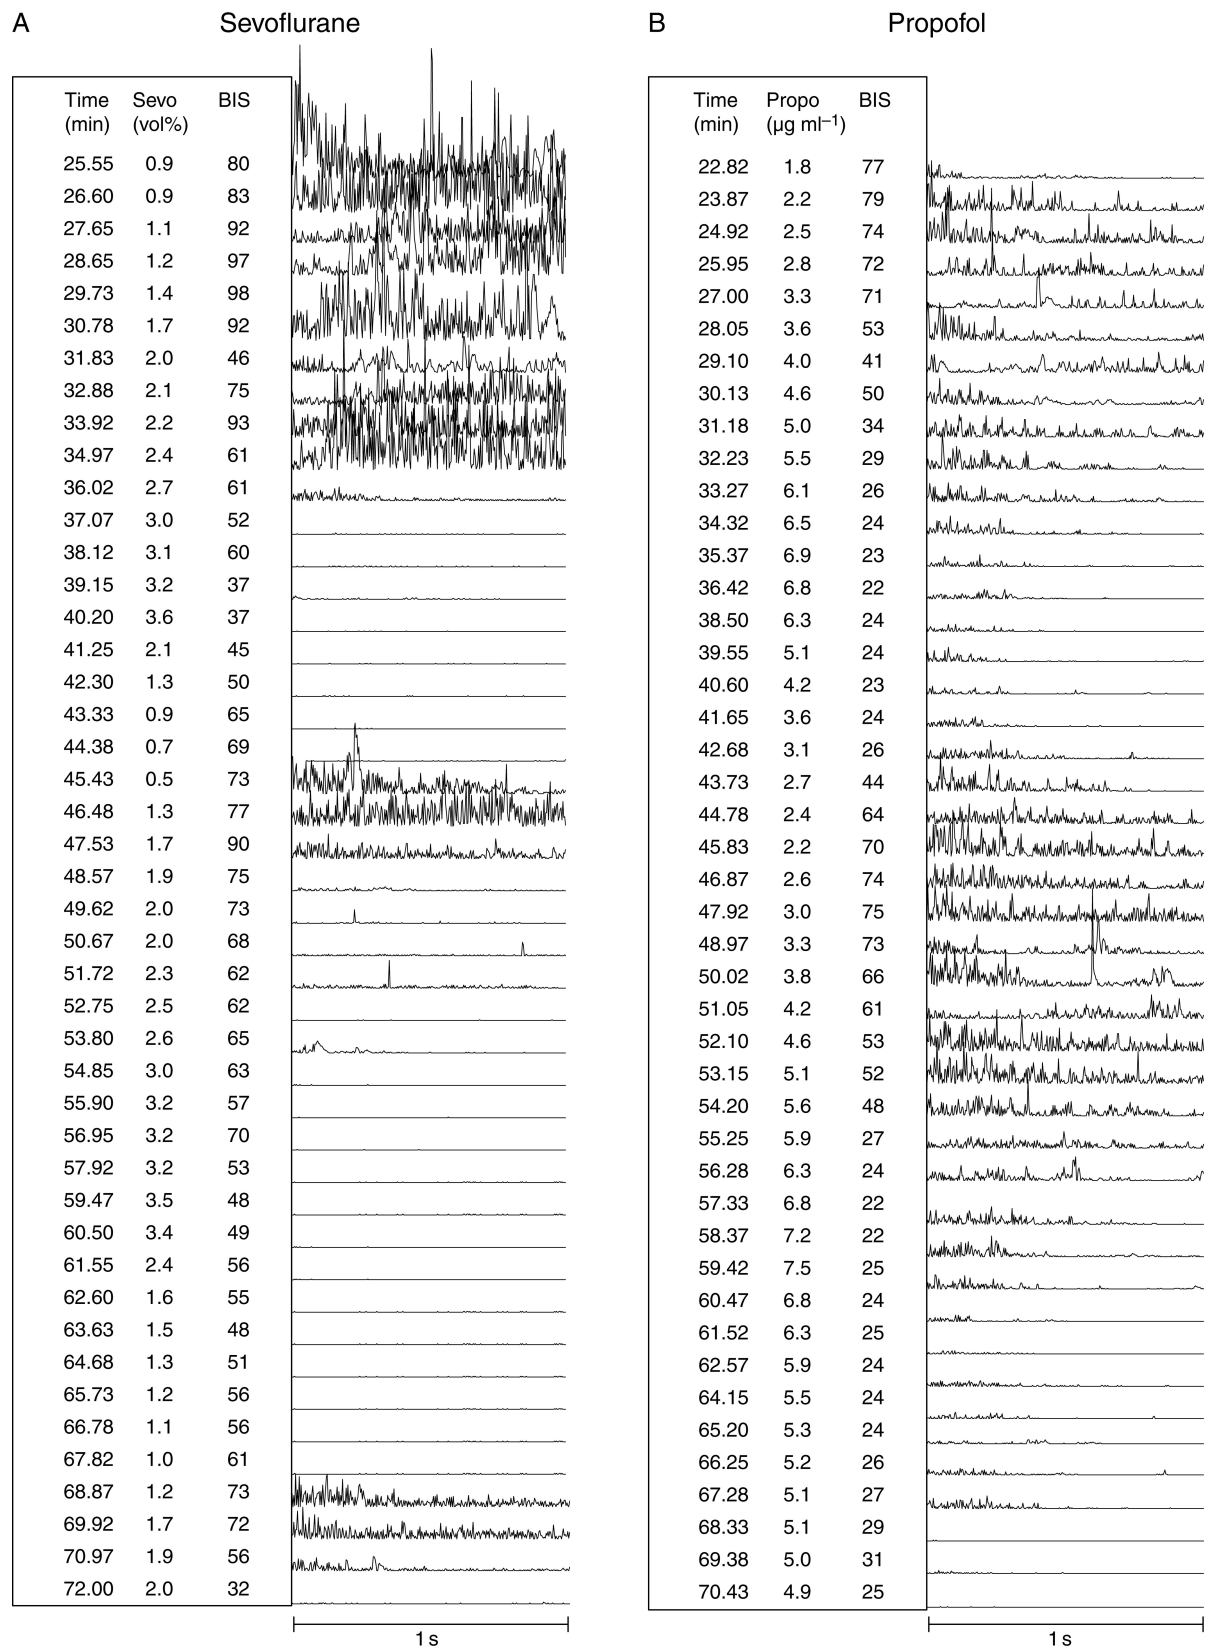 A Sevoflurane
Time Sevo BIS
(min) (vol%)
25.55 0.9 80
26.60 0.9 83
27.65 1.1 92
28.65 1.2 97
29.73 1.4 98
30.78 1.7 92
31.83 2.0 46
32.88 2.1 75
33.92 2.2 93
34.97 2.4 61
36.02 2.7 61
37.07 3.0 52
38.12 3.1 60
39.15 3.2 37
40.20 3.6 37
41.25 2.1 45
42.30 1.3 50
43.33 0.9 65
44.38 0.7 69
45.43 0.5 73
46.48 1.3 77
47.53 1.7 90
48.57 1.9 75
49.62 2.0 73
50.67 2.0 68
51.72 2.3 62
52.75 2.5 62
53.80 2.6 65
54.85 3.0 63
55.90 3.2 57
56.95 3.2 70
57.92 3.2 53
59.47 3.5 48
60.50 3.4 49
61.55 2.4 56
62.60 1.6 55
63.63 1.5 48
64.68 1.3 51
65.73 1.2 56
66.78 1.1 56
67.82 1.0 61
68.87 1.2 73
69.92 1.7 72
70.97 1.9 56
72.00 2.0 32
1 s
B Propofol
Time Propo BIS
(min) (µg ml–1)
22.82 1.8 77
23.87 2.2 79
24.92 2.5 74
25.95 2.8 72
27.00 3.3 71
28.05 3.6 53
29.10 4.0 41
30.13 4.6 50
31.18 5.0 34
32.23 5.5 29
33.27 6.1 26
34.32 6.5 24
35.37 6.9 23
36.42 6.8 22
38.50 6.3 24
39.55 5.1 24
40.60 4.2 23
41.65 3.6 24
42.68 3.1 26
43.73 2.7 44
44.78 2.4 64
45.83 2.2 70
46.87 2.6 74
47.92 3.0 75
48.97 3.3 73
50.02 3.8 66
51.05 4.2 61
52.10 4.6 53
53.15 5.1 52
54.20 5.6 48
55.25 5.9 27
56.28 6.3 24
57.33 6.8 22
58.37 7.2 22
59.42 7.5 25
60.47 6.8 24
61.52 6.3 25
62.57 5.9 24
64.15 5.5 24
65.20 5.3 24
66.25 5.2 26
67.28 5.1 27
68.33 5.1 29
69.38 5.0 31
70.43 4.9 25
1 s